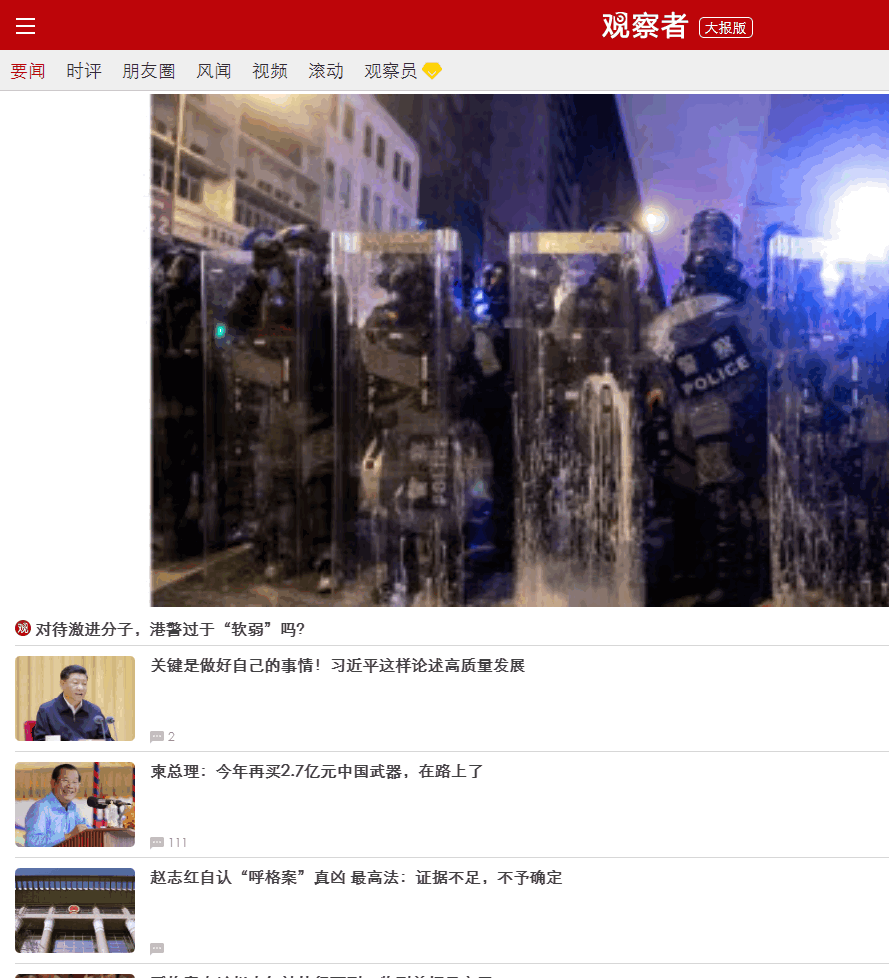 观察者 大报版
要闻 时评 朋友圈 风闻 视频 滚动 观察员
警 察
POLICE
POLICE
观 对待激进分子，港警过于“软弱”吗?
关键是做好自己的事情！习近平这样论述高质量发展
2
柬总理：今年再买2.7亿元中国武器，在路上了
111
赵志红自认“呼格案”真凶 最高法：证据不足，不予确定